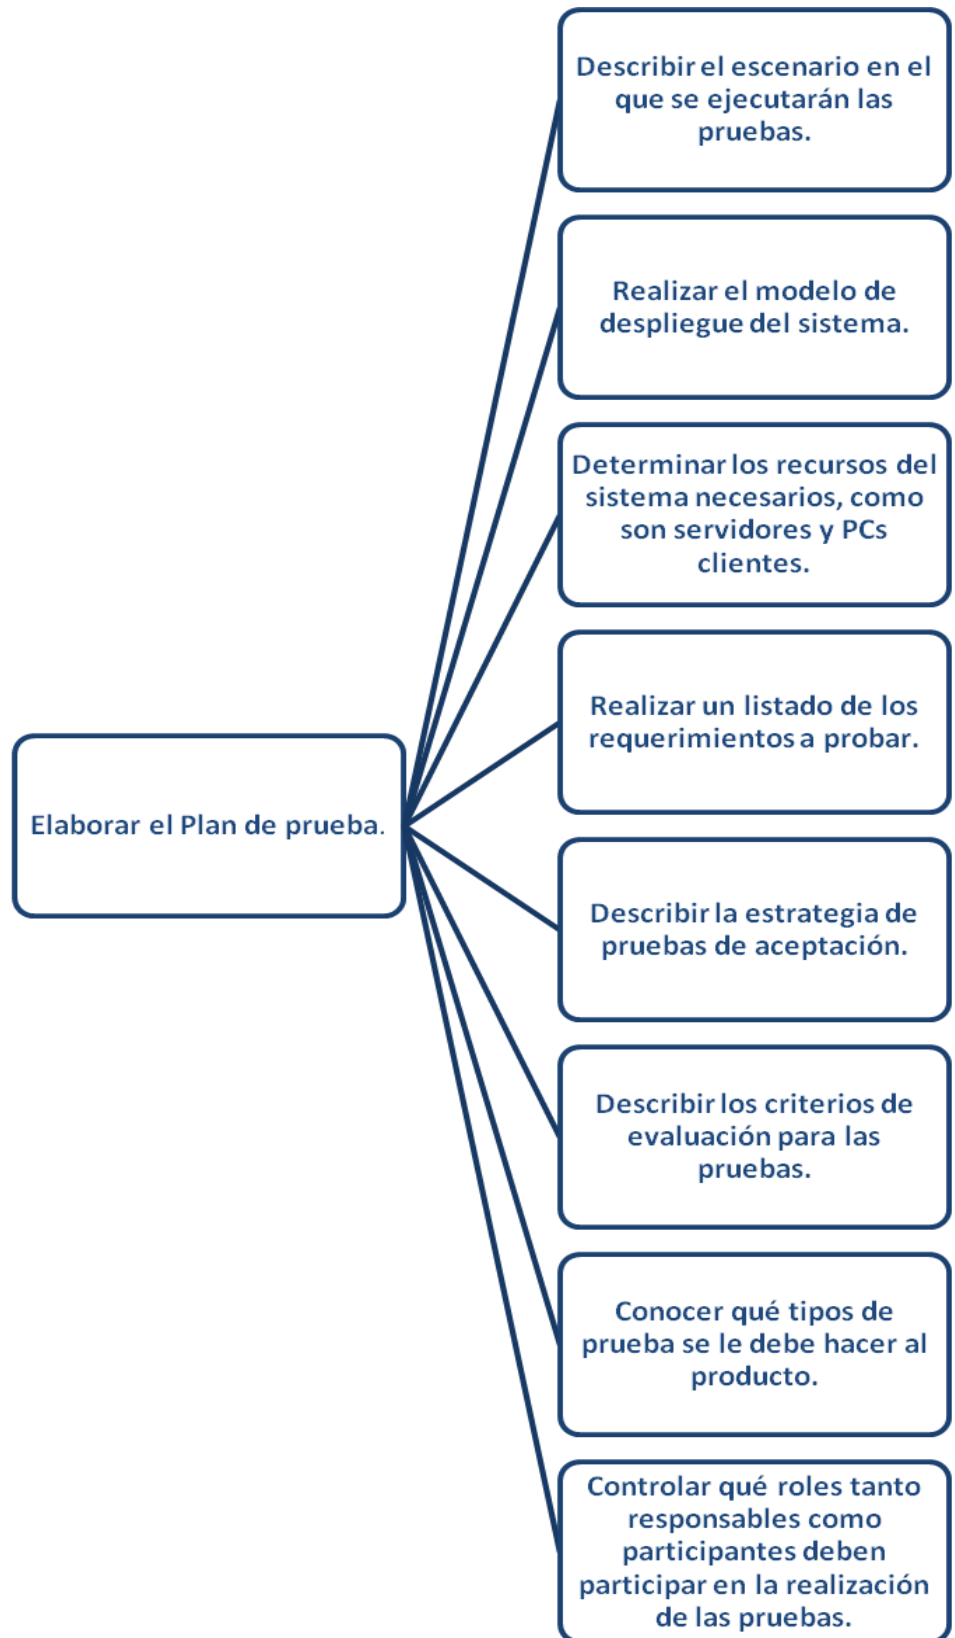 Describir el escenario en el
que se ejecutarán las
pruebas.
Realizar el modelo de
despliegue del sistema.
Determinar los recursos del
sistema necesarios, como
son servidores y PCs
clientes.
Realizar un listado de los
requerimientos a probar.
Elaborar el Plan de prueba.
Describir la estrategia de
pruebas de aceptación.
Describir los criterios de
evaluación para las
pruebas.
Conocer qué tipos de
prueba se le debe hacer al
producto.
Controlar qué roles tanto
responsables como
participantes deben
participar en la realización
de las pruebas.